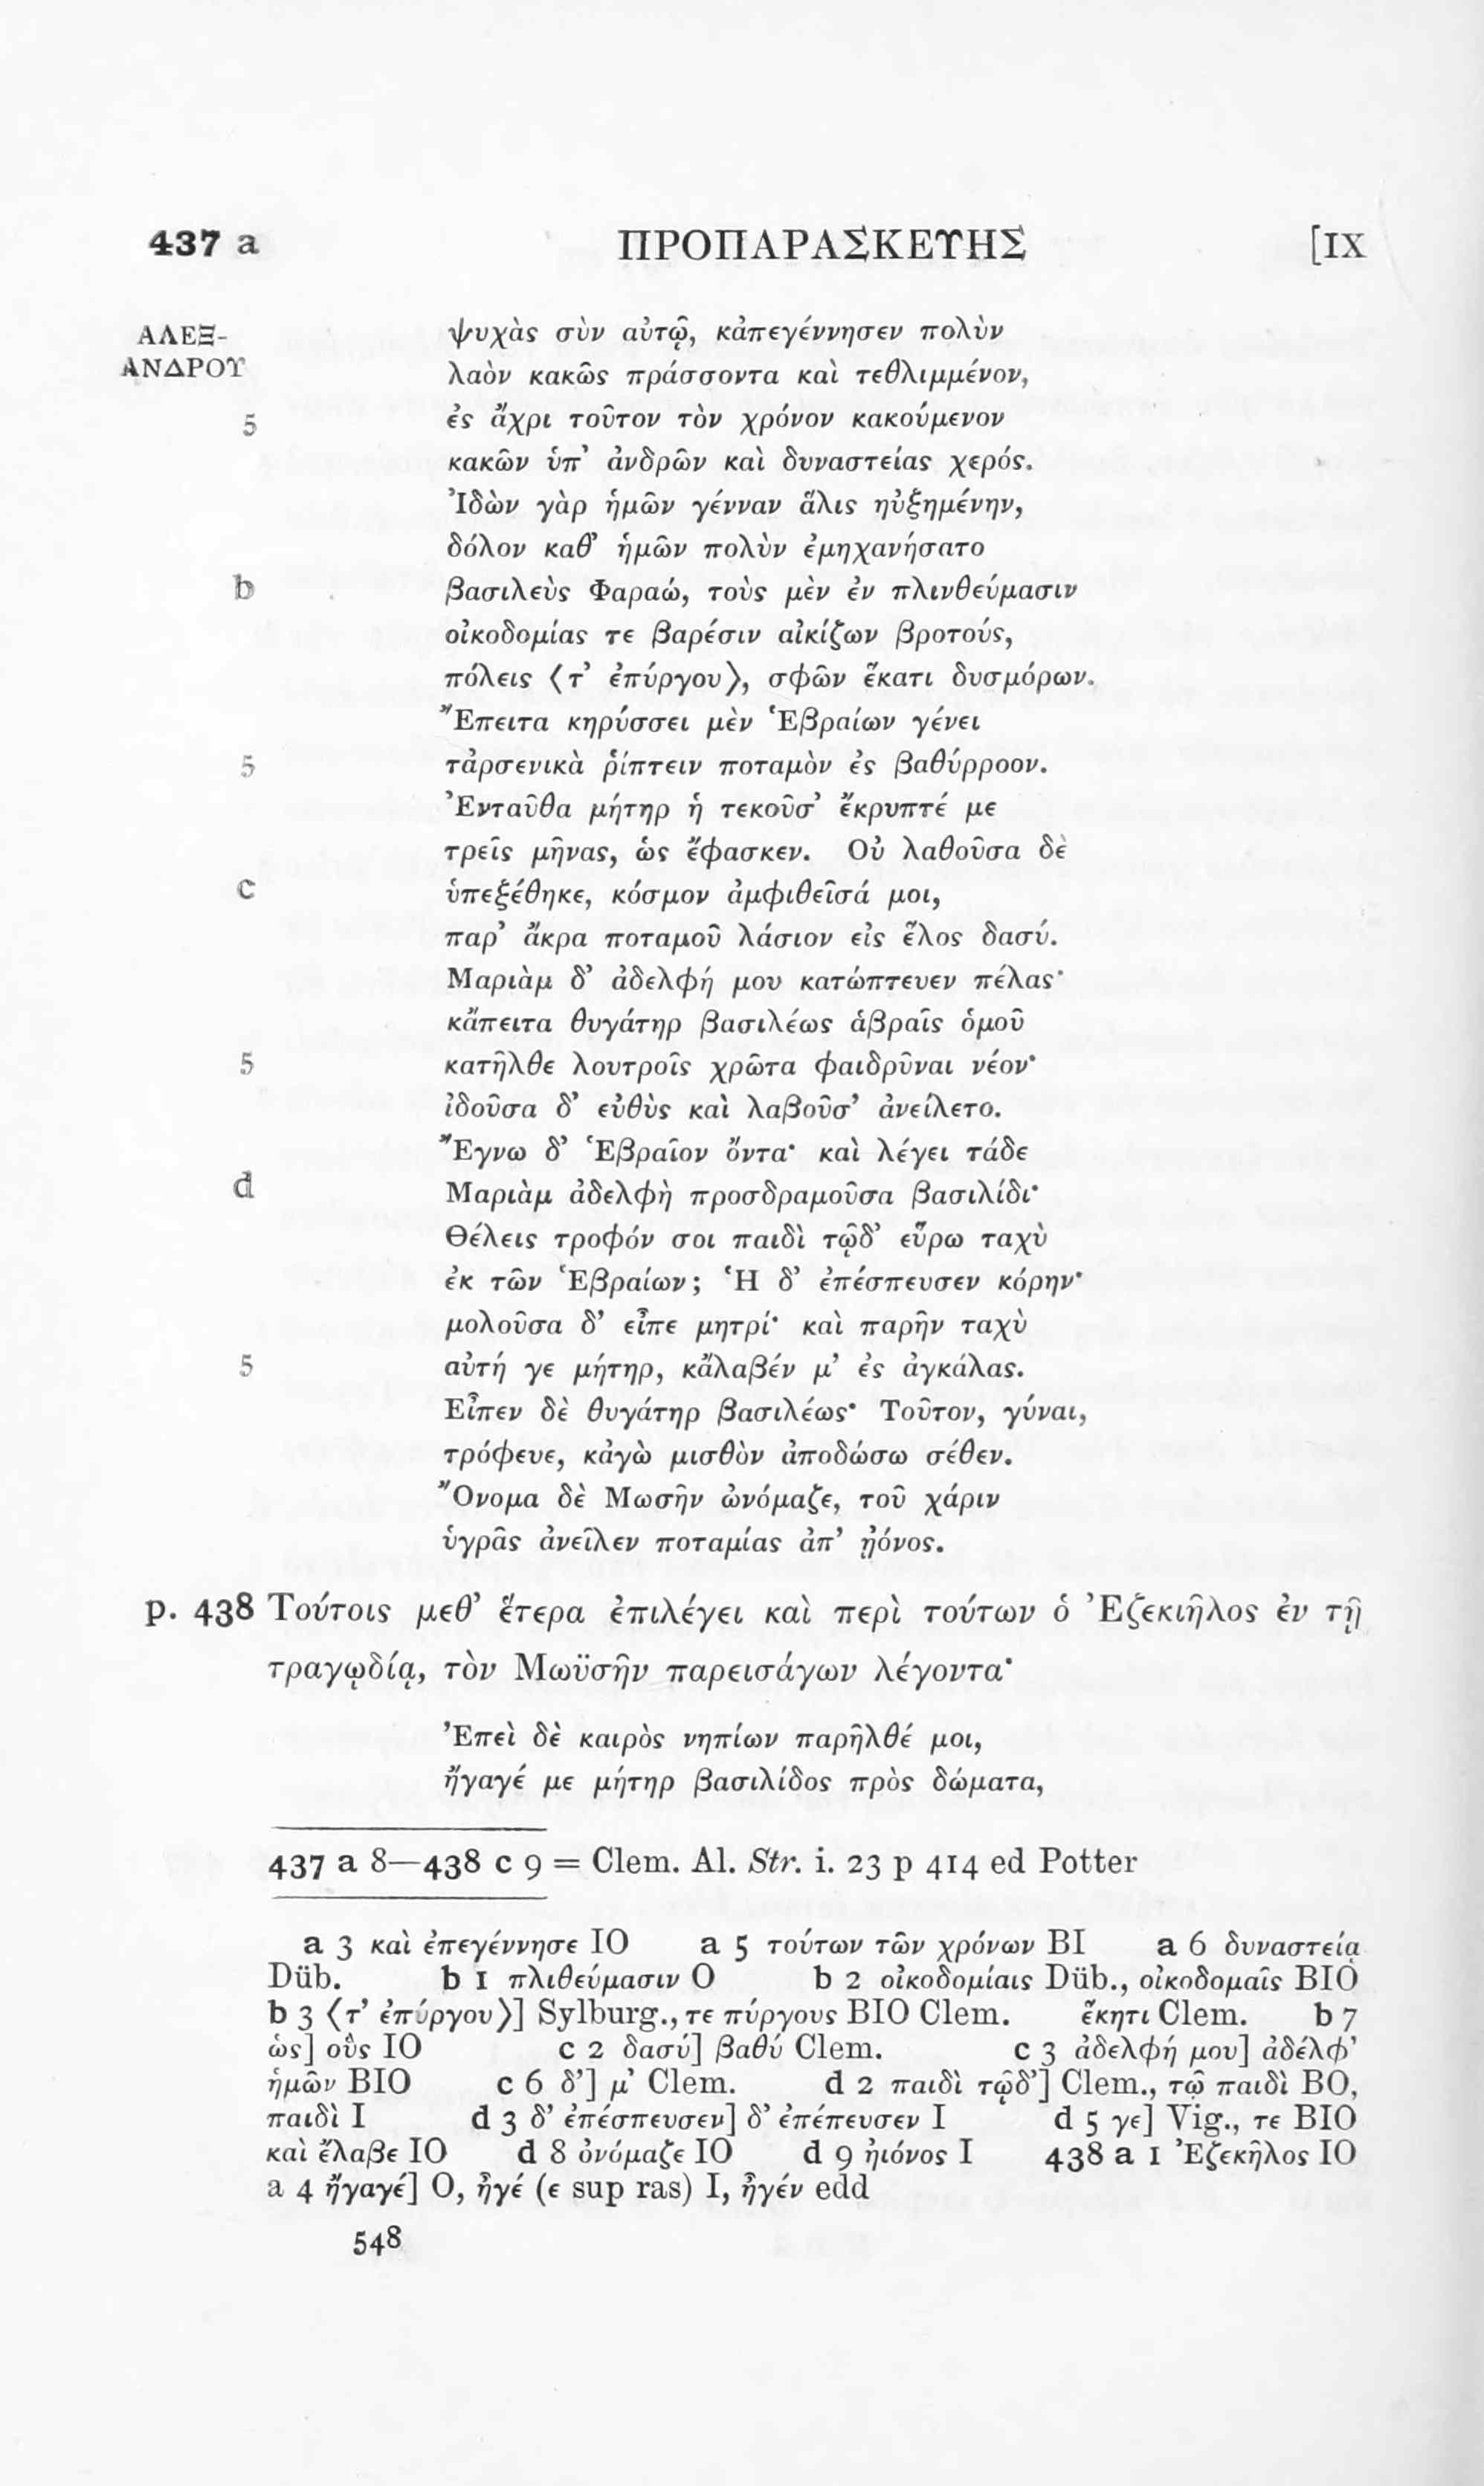 437 a ΠΡΟΠΑΡΑΣΚΕΥΗΣ [IX
ΑΛΕΞ- ψυχὰς σὺν αὐτῷ, κἀπεγέννησεν πολὺν
ΑΝΔΡΟΥ λαὸν κακῶς πράσσοντα καὶ τεθλιμμένον,
5 ἐς ἄχρι τοῦτον τὸν χρόνον κακούμενον
κακῶν ὑπ’ ἀνδρῶν καὶ δυναστείας χερός.
Ἰδὼν γὰρ ἡμῶν γένναν ἅλις ηὐξημένην,
δόλον καθ’ ἡμῶν πολὺν ἐμηχανήσατο
b βασιλεὺς Φαραώ, τοὺς μὲν ἐν πλινθεύμασιν
οἰκοδομίας τε βαρέσιν αἰκίζων βροτούς,
πόλεις ⟨τ’ ἐπύργου⟩, σφῶν ἕκατι δυσμόρων.
Ἔπειτα κηρύσσει μὲν Ἑβραίων γένει
5 τἀρσενικὰ ῥίπτειν ποταμὸν ἐς βαθύρροον.
Ἐνταῦθα μήτηρ ἡ τεκοῦσ’ ἔκρυπτέ με
τρεῖς μῆνας, ὡς ἔφασκεν. Οὐ λαθοῦσα δὲ
c ὑπεξέθηκε, κόσμον ἀμφιθεῖσά μοι,
παρ’ ἄκρα ποταμοῦ λάσιον εἰς ἕλος δασύ.
Μαριὰμ δ’ ἀδελφή μου κατώπτευεν πέλας·
κἄπειτα θυγάτηρ βασιλέως ἁβραῖς ὁμοῦ
5 κατῆλθε λουτροῖς χρῶτα φαιδρῦναι νέον·
ἰδοῦσα δ’ εὐθὺς καὶ λαβοῦσ’ ἀνείλετο.
Ἔγνω δ’ Ἑβραῖον ὄντα· καὶ λέγει τάδε
d Μαριὰμ ἀδελφὴ προσδραμοῦσα βασιλίδι·
Θέλεις τροφόν σοι παιδὶ τῷδ’ εὕρω ταχὺ
ἐκ τῶν Ἑβραίων; Ἡ δ’ ἐπέσπευσεν κόρην·
μολοῦσα δ’ εἶπε μητρί· καὶ παρῆν ταχὺ
5 αὐτή γε μήτηρ, κἄλαβέν μ’ ἐς ἀγκάλας.
Εἶπεν δὲ θυγάτηρ βασιλέως· Τοῦτον, γύναι,
τρόφευε, κἀγὼ μισθὸν ἀποδώσω σέθεν.
Ὄνομα δὲ Μωσῆν ὠνόμαζε, τοῦ χάριν
ὑγρᾶς ἀνεῖλεν ποταμίας ἀπ’ ᾐόνος.
p. 438 Τούτοις μεθ’ ἕτερα ἐπιλέγει καὶ περὶ τούτων ὁ Ἐζεκιῆλος ἐν τῇ
τραγῳδίᾳ, τὸν Μωϋσῆν παρεισάγων λέγοντα·
Ἐπεὶ δὲ καιρὸς νηπίων παρῆλθέ μοι,
ἤγαγέ με μήτηρ βασιλίδος πρὸς δώματα,
437 a 8—438 c 9 = Clem. Al. Str. i. 23 p 414 ed Potter
a 3 καὶ ἐπεγέννησε IO a 5 τούτων τῶν χρόνων BI a 6 δυναστείᾳ
Düb. b 1 πλιθεύμασιν O b 2 οἰκοδομίαις Düb., οἰκοδομαῖς BIO
b 3 ⟨τ’ ἐπύργου⟩] Sylburg., τε πύργους BIO Clem. ἕκητι Clem. b 7
ὡς] οὓς IO c 2 δασύ] βαθύ Clem. c 3 ἀδελφή μου] ἀδέλφ’
ἡμῶν BIO c 6 δ’] μ’ Clem. d 2 παιδὶ τῷδ’] Clem., τῷ παιδὶ BO,
παιδὶ I d 3 δ’ ἐπέσπευσεν] δ’ ἐπέπευσεν I d 5 γε] Vig., τε BIO
καὶ ἔλαβε IO d 8 ὀνόμαζε IO d 9 ἠιόνος I 438 a 1 Ἐζεκῆλος IO
a 4 ἤγαγέ] O, ἦγέ (ε sup ras) I, ἦγέν edd
548